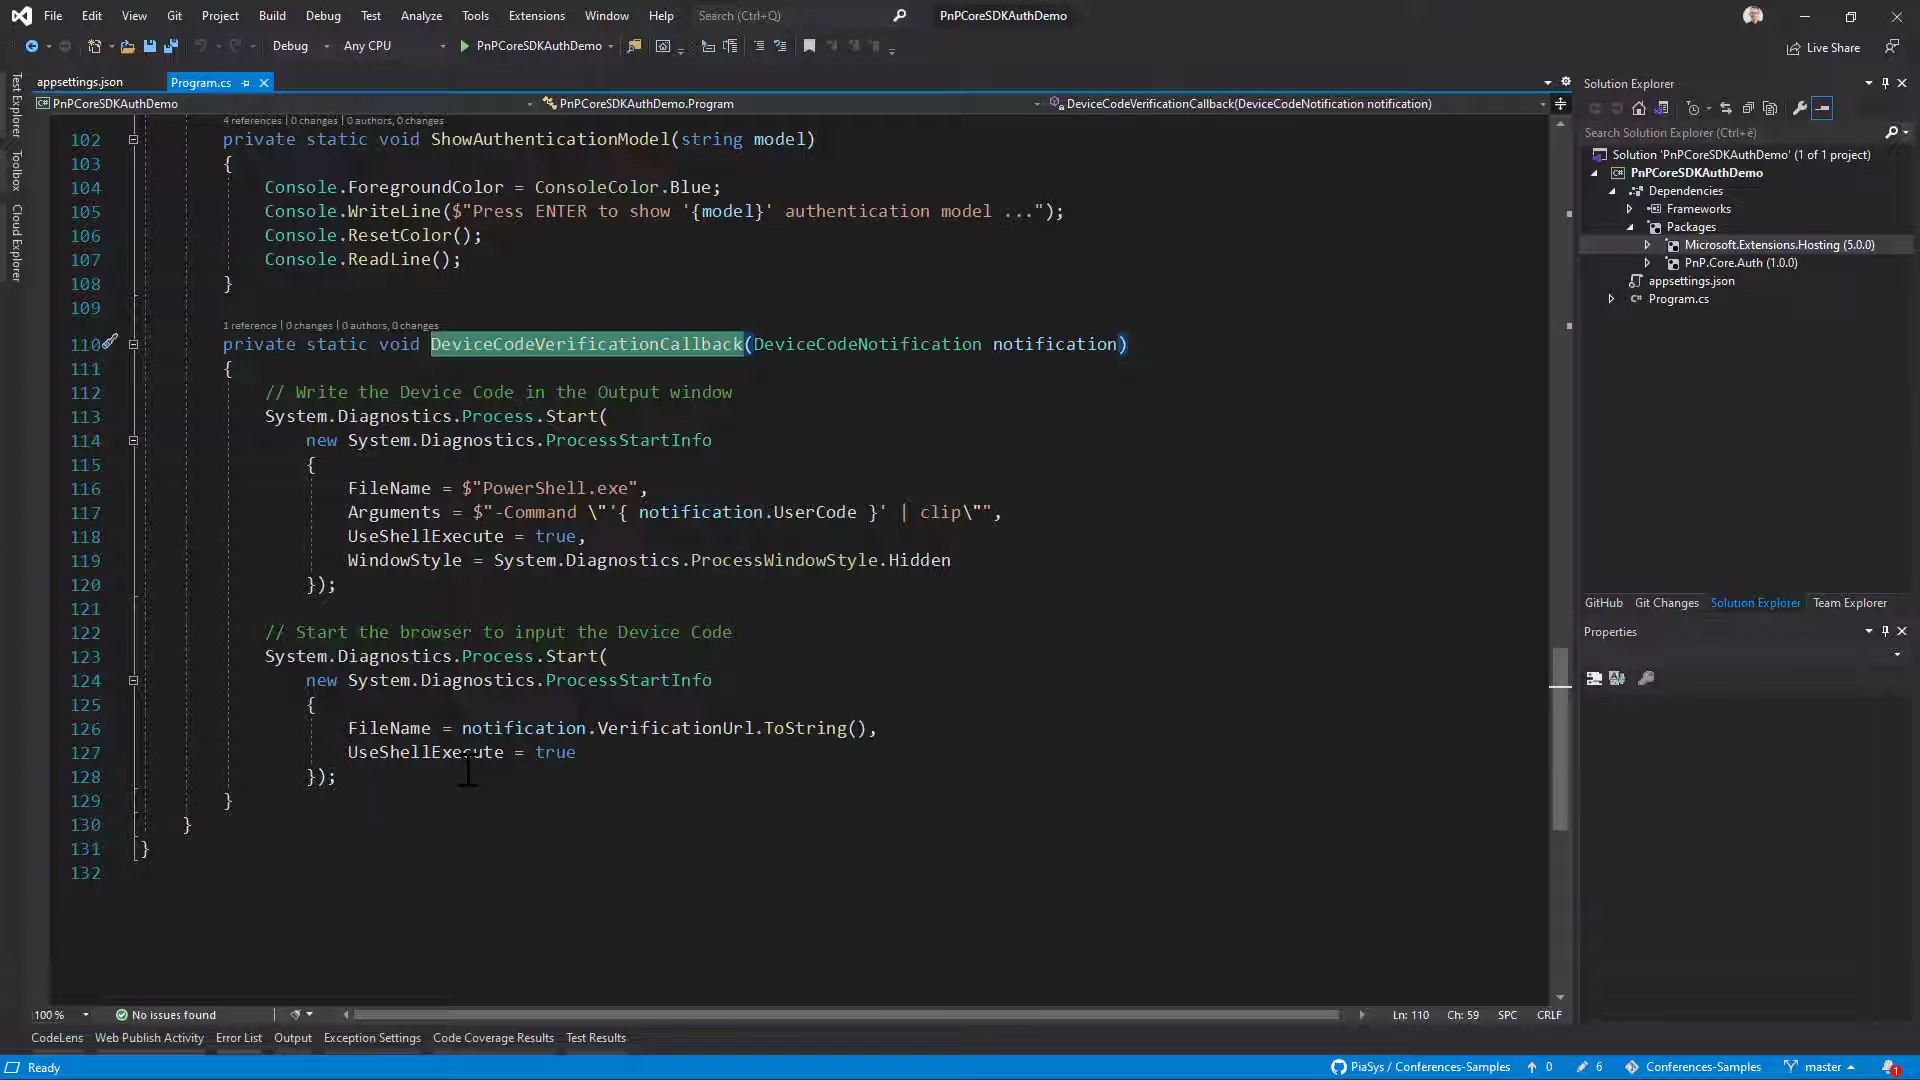 File Edit View Git Project Build Debug Test Analyze Tools Extensions Window Help Search (Ctrl+Q) PnPCoreSDKAuthDemo
Debug Any CPU PnPCoreSDKAuthDemo Live Share
appsettings.json Program.cs
PnPCoreSDKAuthDemo PnPCoreSDKAuthDemo.Program DeviceCodeVerificationCallback(DeviceCodeNotification notification)
Test Explorer
Toolbox
Cloud Explorer
4 references | 0 changes | 0 authors, 0 changes
102 private static void ShowAuthenticationModel(string model)
103 {
104 Console.ForegroundColor = ConsoleColor.Blue;
105 Console.WriteLine($"Press ENTER to show '{model}' authentication model ...");
106 Console.ResetColor();
107 Console.ReadLine();
108 }
109
1 reference | 0 changes | 0 authors, 0 changes
110 private static void DeviceCodeVerificationCallback(DeviceCodeNotification notification)
111 {
112 // Write the Device Code in the Output window
113 System.Diagnostics.Process.Start(
114 new System.Diagnostics.ProcessStartInfo
115 {
116 FileName = $"PowerShell.exe",
117 Arguments = $"-Command \"'{ notification.UserCode }' | clip\"",
118 UseShellExecute = true,
119 WindowStyle = System.Diagnostics.ProcessWindowStyle.Hidden
120 });
121
122 // Start the browser to input the Device Code
123 System.Diagnostics.Process.Start(
124 new System.Diagnostics.ProcessStartInfo
125 {
126 FileName = notification.VerificationUrl.ToString(),
127 UseShellExecute = true
128 });
129 }
130 }
131 }
132
100 % No issues found Ln: 110 Ch: 59 SPC CRLF
Solution Explorer
Search Solution Explorer (Ctrl+è)
Solution 'PnPCoreSDKAuthDemo' (1 of 1 project)
PnPCoreSDKAuthDemo
Dependencies
Frameworks
Packages
Microsoft.Extensions.Hosting (5.0.0)
PnP.Core.Auth (1.0.0)
appsettings.json
Program.cs
GitHub Git Changes Solution Explorer Team Explorer
Properties
CodeLens Web Publish Activity Error List Output Exception Settings Code Coverage Results Test Results
Ready PiaSys / Conferences-Samples 0 6 Conferences-Samples master 1